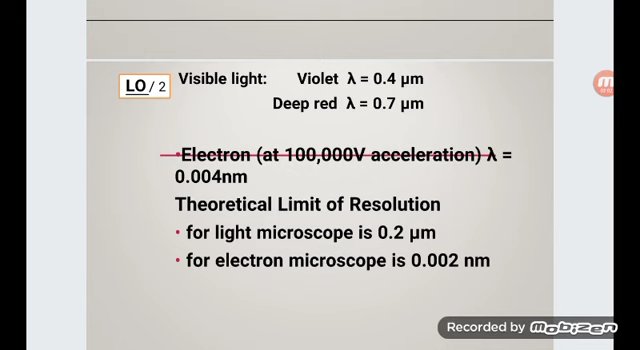 LO / 2
Visible light: Violet λ = 0.4 μm
Deep red λ = 0.7 μm
•Electron (at 100,000V acceleration) λ =
0.004nm
Theoretical Limit of Resolution
• for light microscope is 0.2 μm
• for electron microscope is 0.002 nm
Recorded by Mobizen